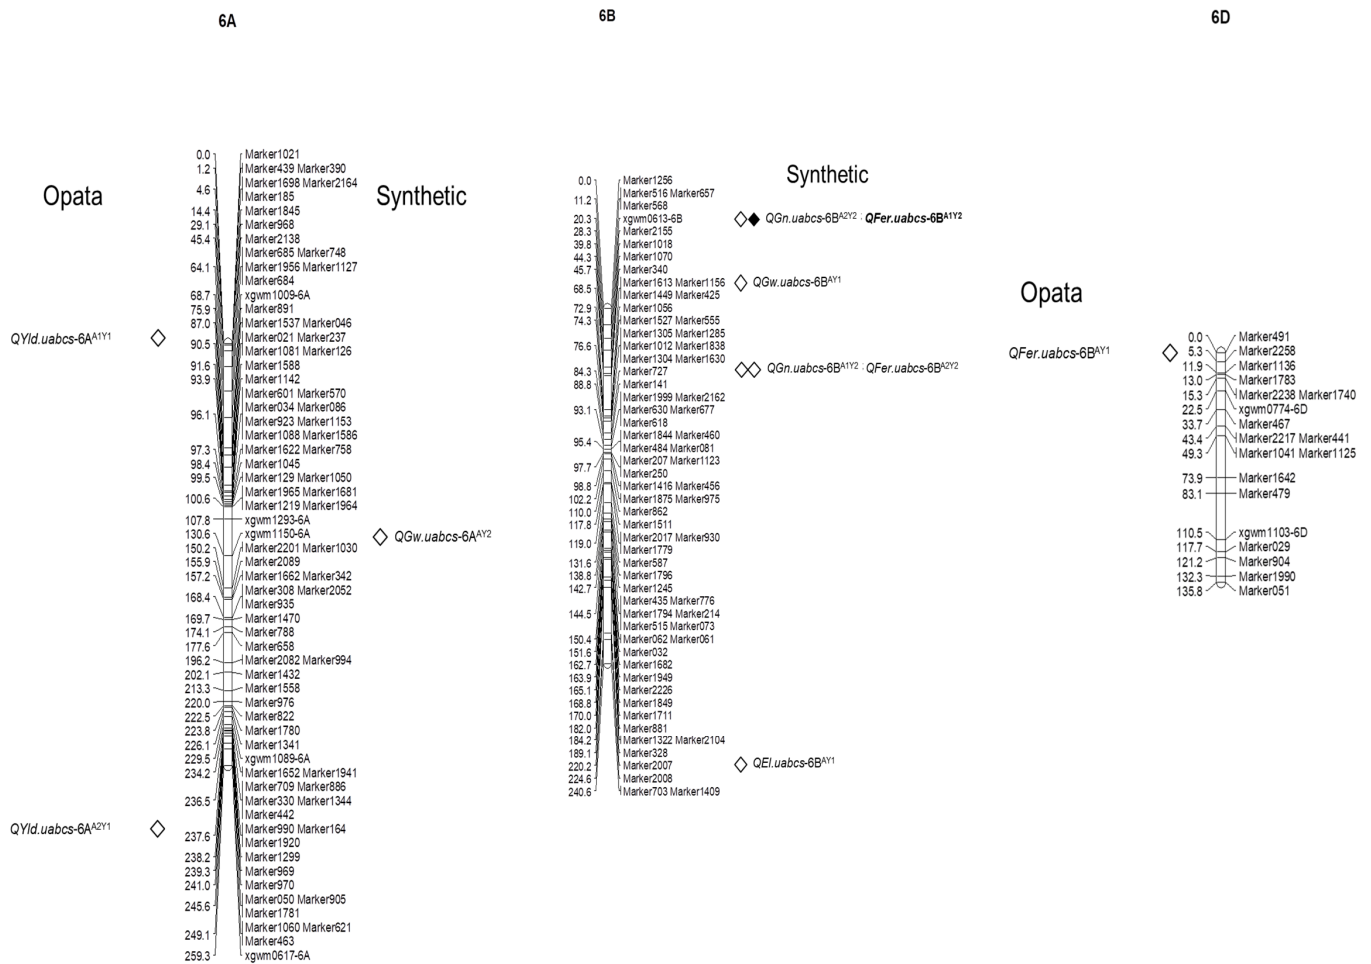 6A
6B
6D
Opata
Synthetic
0.0 Marker1021
1.2 Marker439 Marker390
Marker1698 Marker2164
4.6 Marker185
14.4 Marker1845
29.1 Marker968
45.4 Marker2138
Marker685 Marker748
64.1 Marker1956 Marker1127
Marker684
68.7 xgwm1009-6A
75.9 Marker891
87.0 Marker1537 Marker046
QYld.uabcs-6AA1Y1
90.5 Marker021 Marker237
Marker1081 Marker126
91.6 Marker1588
93.9 Marker1142
Marker601 Marker570
Marker034 Marker086
96.1 Marker923 Marker1153
Marker1088 Marker1586
97.3 Marker1622 Marker758
98.4 Marker1045
99.5 Marker129 Marker1050
Marker1965 Marker1681
100.6 Marker1219 Marker1964
107.8 xgwm1293-6A
130.6 xgwm1150-6A
QGw.uabcs-6AAY2
150.2 Marker2201 Marker1030
155.9 Marker2089
157.2 Marker1662 Marker342
Marker308 Marker2052
168.4 Marker935
169.7 Marker1470
174.1 Marker788
177.6 Marker658
196.2 Marker2082 Marker994
202.1 Marker1432
213.3 Marker1558
220.0 Marker976
222.5 Marker822
223.8 Marker1780
226.1 Marker1341
229.5 xgwm1089-6A
234.2 Marker1652 Marker1941
Marker709 Marker886
236.5 Marker330 Marker1344
Marker442
QYld.uabcs-6AA2Y1
237.6 Marker990 Marker164
Marker1920
238.2 Marker1299
239.3 Marker969
241.0 Marker970
245.6 Marker050 Marker905
Marker1781
Marker1060 Marker621
249.1 Marker463
259.3 xgwm0617-6A
Synthetic
0.0 Marker1256
Marker516 Marker657
11.2 Marker568
20.3 xgwm0613-6B
QGn.uabcs-6BA2Y2 : QFer.uabcs-6BA1Y2
28.3 Marker2155
39.8 Marker1018
44.3 Marker1070
45.7 Marker340
Marker1613 Marker1156
QGw.uabcs-6BAY1
68.5 Marker1449 Marker425
72.9 Marker1056
74.3 Marker1527 Marker555
Marker1305 Marker1285
76.6 Marker1012 Marker1838
Marker1304 Marker1630
84.3 Marker727
QGn.uabcs-6BA1Y2 : QFer.uabcs-6BA2Y2
88.8 Marker141
Marker1999 Marker2162
93.1 Marker630 Marker677
Marker618
Marker1844 Marker460
95.4 Marker484 Marker081
97.7 Marker207 Marker1123
Marker250
98.8 Marker1416 Marker456
102.2 Marker1875 Marker975
110.0 Marker862
117.8 Marker1511
Marker2017 Marker930
119.0 Marker1779
131.6 Marker587
138.8 Marker1796
142.7 Marker1245
Marker435 Marker776
144.5 Marker1794 Marker214
Marker515 Marker073
150.4 Marker062 Marker061
151.6 Marker032
162.7 Marker1682
163.9 Marker1949
165.1 Marker2226
168.8 Marker1849
170.0 Marker1711
182.0 Marker881
184.2 Marker1322 Marker2104
189.1 Marker328
220.2 Marker2007
QEl.uabcs-6BAY1
224.6 Marker2008
240.6 Marker703 Marker1409
Opata
0.0 Marker491
QFer.uabcs-6BAY1
5.3 Marker2258
11.9 Marker1136
13.0 Marker1783
15.3 Marker2238 Marker1740
22.5 xgwm0774-6D
33.7 Marker467
43.4 Marker2217 Marker441
49.3 Marker1041 Marker1125
73.9 Marker1642
83.1 Marker479
110.5 xgwm1103-6D
117.7 Marker029
121.2 Marker904
132.3 Marker1990
135.8 Marker051